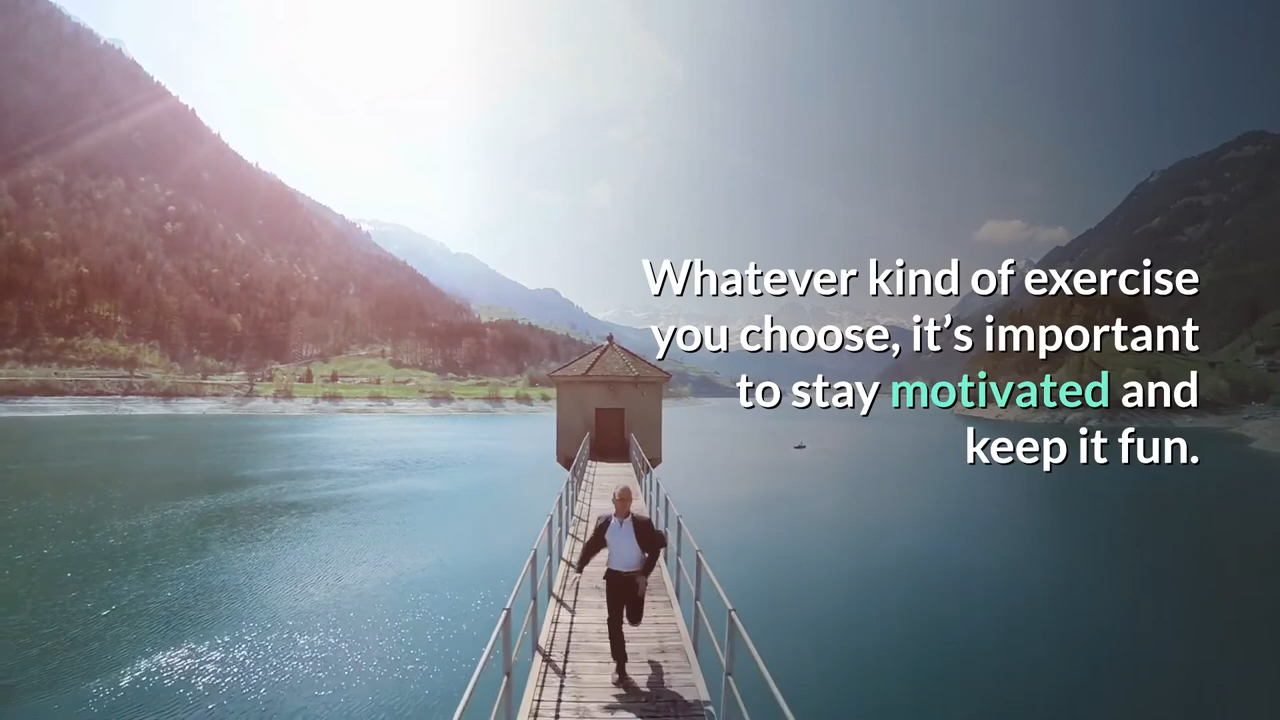 Whatever kind of exercise
you choose, it’s important
to stay motivated and
keep it fun.